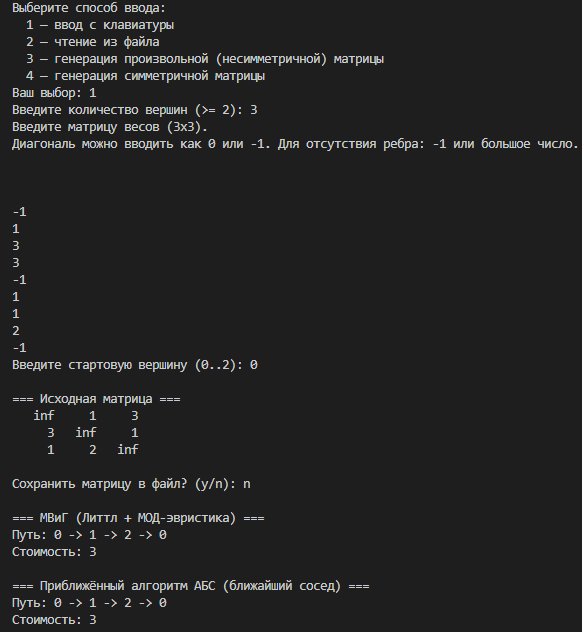 Выберите способ ввода:
1 – ввод с клавиатуры
2 – чтение из файла
3 – генерация произвольной (несимметричной) матрицы
4 – генерация симметричной матрицы
Ваш выбор: 1
Введите количество вершин (>= 2): 3
Введите матрицу весов (3x3).
Диагональ можно вводить как 0 или -1. Для отсутствия ребра: -1 или большое число.
-1
1
3
3
-1
1
1
2
-1
Введите стартовую вершину (0..2): 0
=== Исходная матрица ===
inf 1 3
3 inf 1
1 2 inf
Сохранить матрицу в файл? (y/n): n
=== МВиГ (Литтл + МОД-эвристика) ===
Путь: 0 -> 1 -> 2 -> 0
Стоимость: 3
=== Приближённый алгоритм АБС (ближайший сосед) ===
Путь: 0 -> 1 -> 2 -> 0
Стоимость: 3